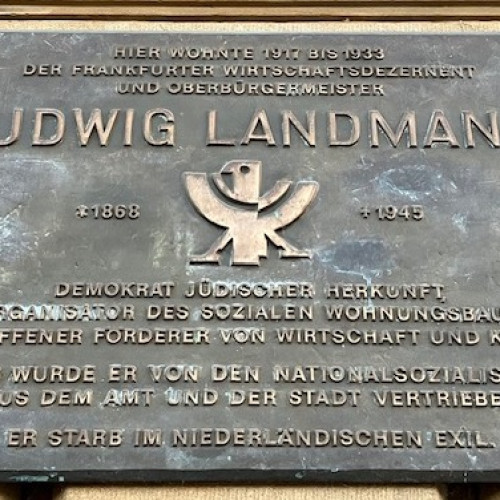 HIER WOHNTE 1917 BIS 1933
DER FRANKFURTER WIRTSCHAFTSDEZERNENT
UND OBERBÜRGERMEISTER
UDWIG LANDMAN
*1868 +1945
DEMOKRAT JÜDISCHER HERKUNFT,
RGANISATOR DES SOZIALEN WOHNUNGSBAU
FFENER FÖRDERER VON WIRTSCHAFT UND K
WURDE ER VON DEN NATIONALSOZIALIS
US DEM AMT UND DER STADT VERTRIEBE
ER STARB IM NIEDERLÄNDISCHEN EXIL.